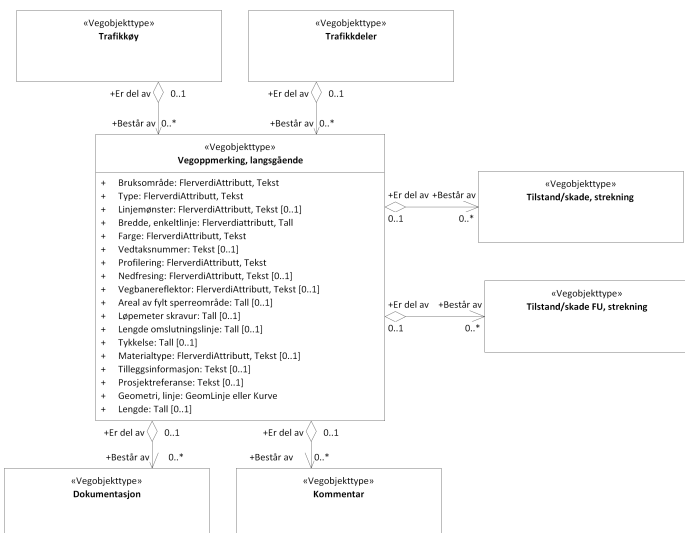 «Vegobjekttype»
Trafikkøy
«Vegobjekttype»
Trafikkdeler
+Er del av 0..1
+Består av 0..*
+Er del av 0..1
+Består av 0..*
«Vegobjekttype»
Vegoppmerking, langsgående
+ Bruksområde: FlerverdiAttributt, Tekst
+ Type: FlerverdiAttributt, Tekst
+ Linjemønster: FlerverdiAttributt, Tekst [0..1]
+ Bredde, enkeltlinje: Flerverdiattributt, Tall
+ Farge: FlerverdiAttributt, Tekst
+ Vedtaksnummer: Tekst [0..1]
+ Profilering: FlerverdiAttributt, Tekst
+ Nedfresing: FlerverdiAttributt, Tekst [0..1]
+ Vegbanereflektor: FlerverdiAttributt, Tekst [0..1]
+ Areal av fylt sperreområde: Tall [0..1]
+ Løpemeter skravur: Tall [0..1]
+ Lengde omslutningslinje: Tall [0..1]
+ Tykkelse: Tall [0..1]
+ Materialtype: FlerverdiAttributt, Tekst [0..1]
+ Tilleggsinformasjon: Tekst [0..1]
+ Prosjektreferanse: Tekst [0..1]
+ Geometri, linje: GeomLinje eller Kurve
+ Lengde: Tall [0..1]
+Er del av +Består av
0..1 0..*
«Vegobjekttype»
Tilstand/skade, strekning
+Er del av +Består av
0..1 0..*
«Vegobjekttype»
Tilstand/skade FU, strekning
+Er del av 0..1
+Består av 0..*
+Er del av 0..1
+Består av 0..*
«Vegobjekttype»
Dokumentasjon
«Vegobjekttype»
Kommentar